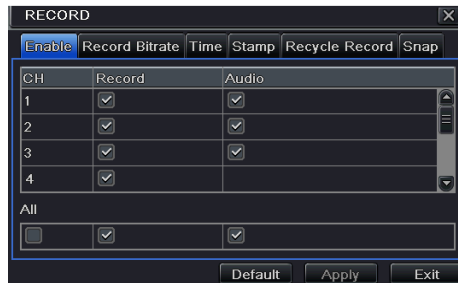 RECORD
Enable Record Bitrate Time Stamp Recycle Record Snap
CH Record Audio
1
2
3
4
All
Default Apply Exit